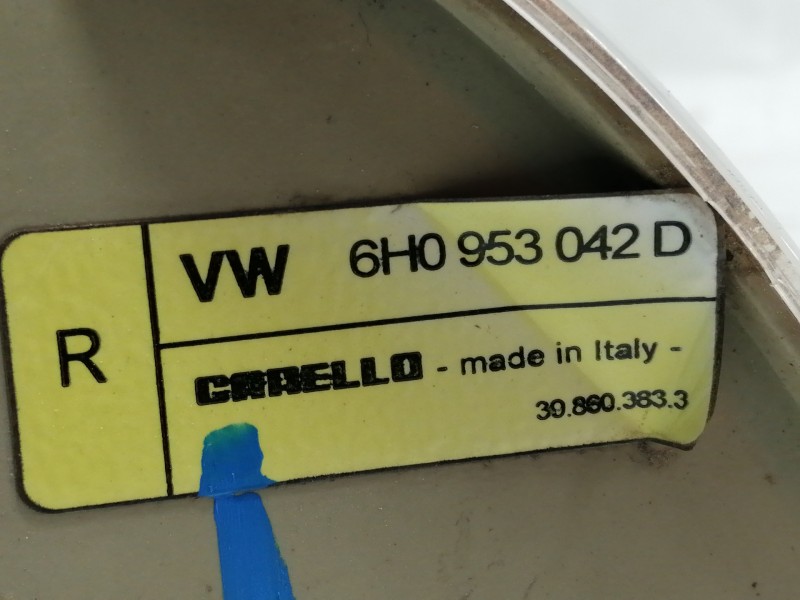 R
VW 6H0 953 042 D
CARELLO - made in Italy -
39.860.383.3